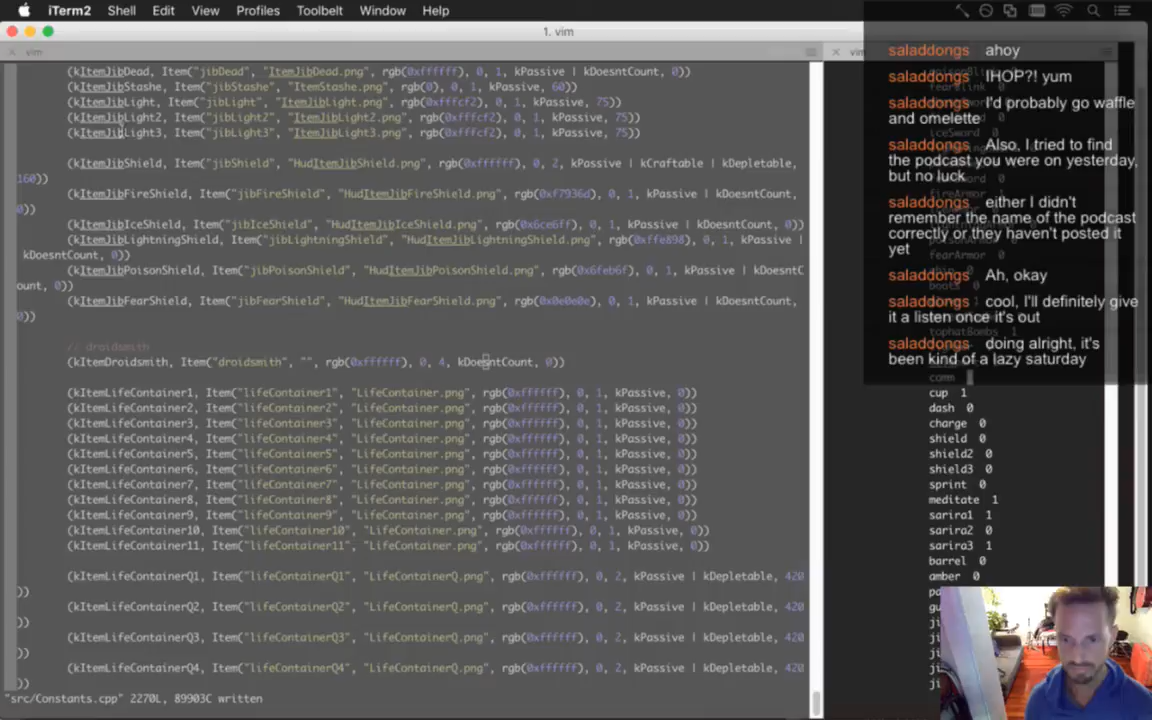 iTerm2 Shell Edit View Profiles Toolbelt Window Help
1. vim
vim
vim
(kItemJibDead, Item("jibDead", "ItemJibDead.png", rgb(0xffffff), 0, 1, kPassive | kDoesntCount, 0))
(kItemJibStashe, Item("jibStashe", "ItemStashe.png", rgb(0), 0, 1, kPassive, 60))
(kItemJibLight, Item("jibLight", "ItemJibLight.png", rgb(0xfffcf2), 0, 1, kPassive, 75))
(kItemJibLight2, Item("jibLight2", "ItemJibLight2.png", rgb(0xfffcf2), 0, 1, kPassive, 75))
(kItemJibLight3, Item("jibLight3", "ItemJibLight3.png", rgb(0xfffcf2), 0, 1, kPassive, 75))
(kItemJibShield, Item("jibShield", "HudItemJibShield.png", rgb(0xffffff), 0, 2, kPassive | kCraftable | kDepletable,
160))
(kItemJibFireShield, Item("jibFireShield", "HudItemJibFireShield.png", rgb(0xf7936d), 0, 1, kPassive | kDoesntCount,
0))
(kItemJibIceShield, Item("jibIceShield", "HudItemJibIceShield.png", rgb(0x6ce6ff), 0, 1, kPassive | kDoesntCount, 0))
(kItemJibLightningShield, Item("jibLightningShield", "HudItemJibLightningShield.png", rgb(0xffe898), 0, 1, kPassive |
kDoesntCount, 0))
(kItemJibPoisonShield, Item("jibPoisonShield", "HudItemJibPoisonShield.png", rgb(0x6feb6f), 0, 1, kPassive | kDoesntC
ount, 0))
(kItemJibFearShield, Item("jibFearShield", "HudItemJibFearShield.png", rgb(0x0e0e0e), 0, 1, kPassive | kDoesntCount,
0))
// droidsmith
(kItemDroidsmith, Item("droidsmith", "", rgb(0xffffff), 0, 4, kDoesntCount, 0))
(kItemLifeContainer1, Item("lifeContainer1", "LifeContainer.png", rgb(0xffffff), 0, 1, kPassive, 0))
(kItemLifeContainer2, Item("lifeContainer2", "LifeContainer.png", rgb(0xffffff), 0, 1, kPassive, 0))
(kItemLifeContainer3, Item("lifeContainer3", "LifeContainer.png", rgb(0xffffff), 0, 1, kPassive, 0))
(kItemLifeContainer4, Item("lifeContainer4", "LifeContainer.png", rgb(0xffffff), 0, 1, kPassive, 0))
(kItemLifeContainer5, Item("lifeContainer5", "LifeContainer.png", rgb(0xffffff), 0, 1, kPassive, 0))
(kItemLifeContainer6, Item("lifeContainer6", "LifeContainer.png", rgb(0xffffff), 0, 1, kPassive, 0))
(kItemLifeContainer7, Item("lifeContainer7", "LifeContainer.png", rgb(0xffffff), 0, 1, kPassive, 0))
(kItemLifeContainer8, Item("lifeContainer8", "LifeContainer.png", rgb(0xffffff), 0, 1, kPassive, 0))
(kItemLifeContainer9, Item("lifeContainer9", "LifeContainer.png", rgb(0xffffff), 0, 1, kPassive, 0))
(kItemLifeContainer10, Item("lifeContainer10", "LifeContainer.png", rgb(0xffffff), 0, 1, kPassive, 0))
(kItemLifeContainer11, Item("lifeContainer11", "LifeContainer.png", rgb(0xffffff), 0, 1, kPassive, 0))
(kItemLifeContainerQ1, Item("lifeContainerQ1", "LifeContainerQ.png", rgb(0xffffff), 0, 2, kPassive | kDepletable, 420
))
(kItemLifeContainerQ2, Item("lifeContainerQ2", "LifeContainerQ.png", rgb(0xffffff), 0, 2, kPassive | kDepletable, 420
))
(kItemLifeContainerQ3, Item("lifeContainerQ3", "LifeContainerQ.png", rgb(0xffffff), 0, 2, kPassive | kDepletable, 420
))
(kItemLifeContainerQ4, Item("lifeContainerQ4", "LifeContainerQ.png", rgb(0xffffff), 0, 2, kPassive | kDepletable, 420
))
"src/Constants.cpp" 2270L, 89903C written
saladdongs ahoy
saladdongs IHOP?! yum
saladdongs I'd probably go waffle
and omelette
saladdongs Also, I tried to find
the podcast you were on yesterday,
but no luck
saladdongs either I didn't
remember the name of the podcast
correctly or they haven't posted it
yet
saladdongs Ah, okay
saladdongs cool, I'll definitely give
it a listen once it's out
saladdongs doing alright, it's
been kind of a lazy saturday
tophatBombs 1
comm
cup 1
dash 0
charge 0
shield 0
shield2 0
shield3 0
sprint 0
meditate 1
sarira1 1
sarira2 0
sarira3 1
barrel 0
amber 0